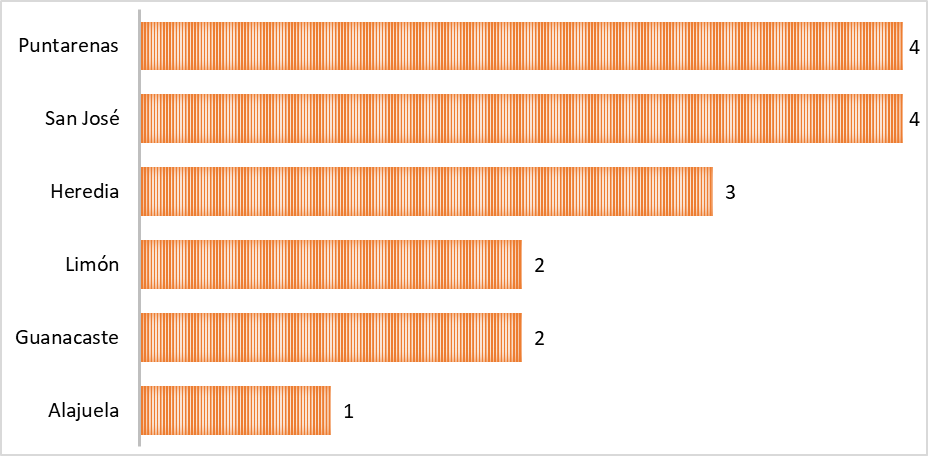 Puntarenas 4
San José 4
Heredia 3
Limón 2
Guanacaste 2
Alajuela 1